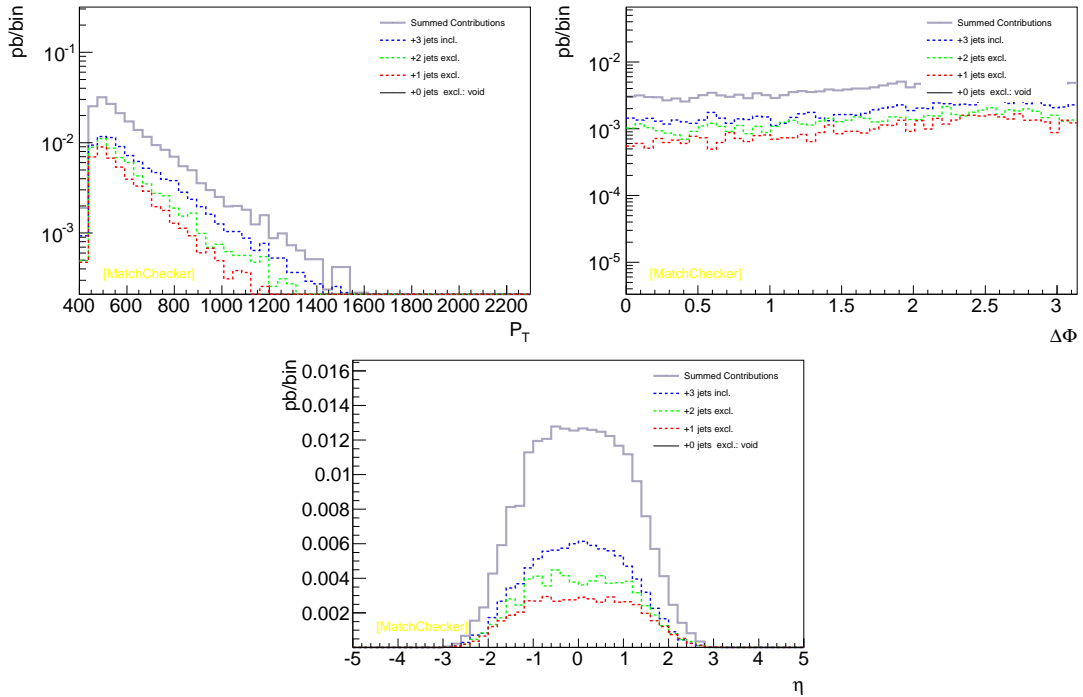 pb/bin
10⁻¹
10⁻²
10⁻³
Summed Contributions
+3 jets incl.
+2 jets excl.
+1 jets excl.
+0 jets excl.: void
[MatchChecker]
400 600 800 1000 1200 1400 1600 1800 2000 2200
P_T
pb/bin
10⁻²
10⁻³
10⁻⁴
10⁻⁵
Summed Contributions
+3 jets incl.
+2 jets excl.
+1 jets excl.
+0 jets excl.: void
[MatchChecker]
0 0.5 1 1.5 2 2.5 3
ΔΦ
pb/bin
0.016
0.014
0.012
0.01
0.008
0.006
0.004
0.002
Summed Contributions
+3 jets incl.
+2 jets excl.
+1 jets excl.
+0 jets excl.: void
[MatchChecker]
-5 -4 -3 -2 -1 0 1 2 3 4 5
η